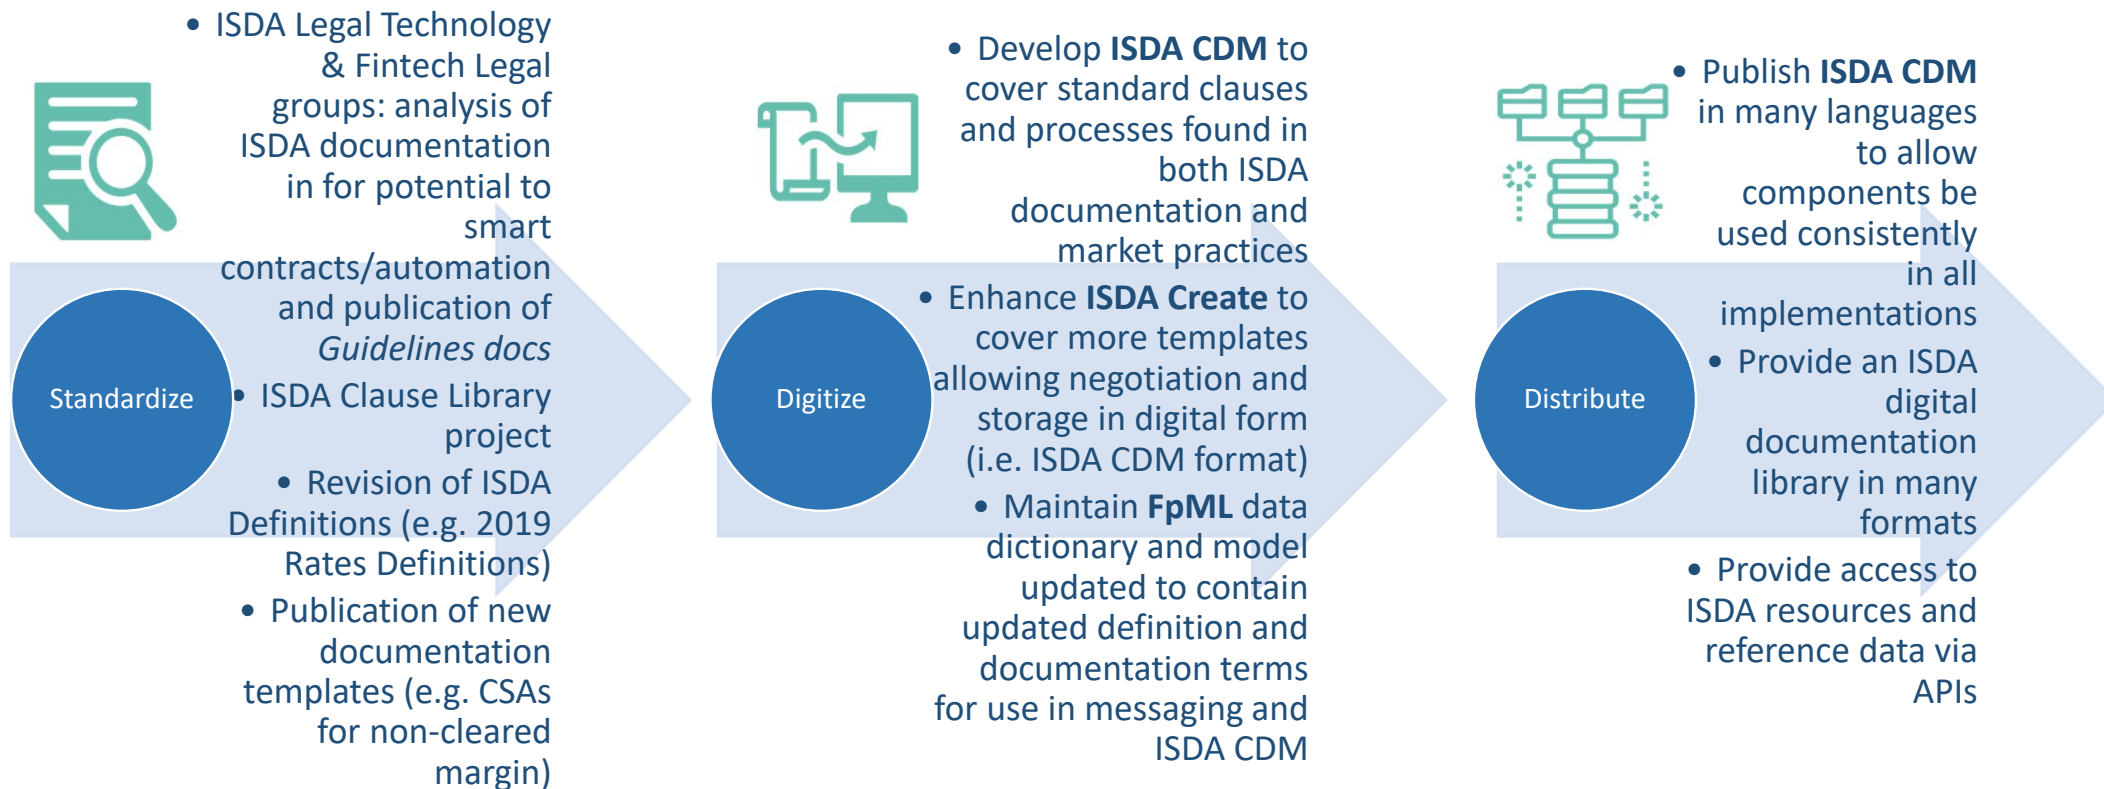 Standardize
• ISDA Legal Technology
& Fintech Legal
groups: analysis of
ISDA documentation
in for potential to
smart
contracts/automation
and publication of
Guidelines docs
• ISDA Clause Library
project
• Revision of ISDA
Definitions (e.g. 2019
Rates Definitions)
• Publication of new
documentation
templates (e.g. CSAs
for non-cleared
margin)
Digitize
• Develop ISDA CDM to
cover standard clauses
and processes found in
both ISDA
documentation and
market practices
• Enhance ISDA Create to
cover more templates
allowing negotiation and
storage in digital form
(i.e. ISDA CDM format)
• Maintain FpML data
dictionary and model
updated to contain
updated definition and
documentation terms
for use in messaging and
ISDA CDM
Distribute
• Publish ISDA CDM
in many languages
to allow
components be
used consistently
in all
implementations
• Provide an ISDA
digital
documentation
library in many
formats
• Provide access to
ISDA resources and
reference data via
APIs